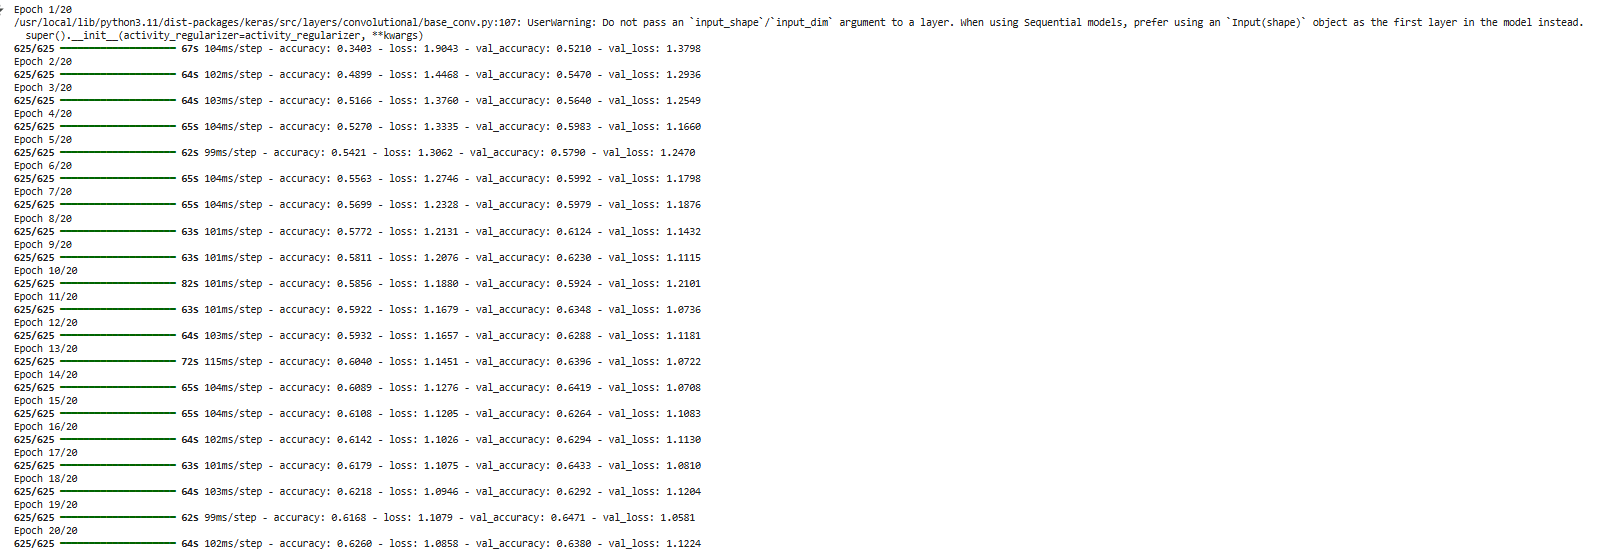 Epoch 1/20
/usr/local/lib/python3.11/dist-packages/keras/src/layers/convolutional/base_conv.py:107: UserWarning: Do not pass an `input_shape`/`input_dim` argument to a layer. When using Sequential models, prefer using an `Input(shape)` object as the first layer in the model instead.
super().__init__(activity_regularizer=activity_regularizer, **kwargs)
625/625 ━━━━━━━━━━━━━━━━━━━━ 67s 104ms/step - accuracy: 0.3403 - loss: 1.9043 - val_accuracy: 0.5210 - val_loss: 1.3798
Epoch 2/20
625/625 ━━━━━━━━━━━━━━━━━━━━ 64s 102ms/step - accuracy: 0.4899 - loss: 1.4468 - val_accuracy: 0.5470 - val_loss: 1.2936
Epoch 3/20
625/625 ━━━━━━━━━━━━━━━━━━━━ 64s 103ms/step - accuracy: 0.5166 - loss: 1.3760 - val_accuracy: 0.5640 - val_loss: 1.2549
Epoch 4/20
625/625 ━━━━━━━━━━━━━━━━━━━━ 65s 104ms/step - accuracy: 0.5270 - loss: 1.3335 - val_accuracy: 0.5983 - val_loss: 1.1660
Epoch 5/20
625/625 ━━━━━━━━━━━━━━━━━━━━ 62s 99ms/step - accuracy: 0.5421 - loss: 1.3062 - val_accuracy: 0.5790 - val_loss: 1.2470
Epoch 6/20
625/625 ━━━━━━━━━━━━━━━━━━━━ 65s 104ms/step - accuracy: 0.5563 - loss: 1.2746 - val_accuracy: 0.5992 - val_loss: 1.1798
Epoch 7/20
625/625 ━━━━━━━━━━━━━━━━━━━━ 65s 104ms/step - accuracy: 0.5699 - loss: 1.2328 - val_accuracy: 0.5979 - val_loss: 1.1876
Epoch 8/20
625/625 ━━━━━━━━━━━━━━━━━━━━ 63s 101ms/step - accuracy: 0.5772 - loss: 1.2131 - val_accuracy: 0.6124 - val_loss: 1.1432
Epoch 9/20
625/625 ━━━━━━━━━━━━━━━━━━━━ 63s 101ms/step - accuracy: 0.5811 - loss: 1.2076 - val_accuracy: 0.6230 - val_loss: 1.1115
Epoch 10/20
625/625 ━━━━━━━━━━━━━━━━━━━━ 82s 101ms/step - accuracy: 0.5856 - loss: 1.1880 - val_accuracy: 0.5924 - val_loss: 1.2101
Epoch 11/20
625/625 ━━━━━━━━━━━━━━━━━━━━ 63s 101ms/step - accuracy: 0.5922 - loss: 1.1679 - val_accuracy: 0.6348 - val_loss: 1.0736
Epoch 12/20
625/625 ━━━━━━━━━━━━━━━━━━━━ 64s 103ms/step - accuracy: 0.5932 - loss: 1.1657 - val_accuracy: 0.6288 - val_loss: 1.1181
Epoch 13/20
625/625 ━━━━━━━━━━━━━━━━━━━━ 72s 115ms/step - accuracy: 0.6040 - loss: 1.1451 - val_accuracy: 0.6396 - val_loss: 1.0722
Epoch 14/20
625/625 ━━━━━━━━━━━━━━━━━━━━ 65s 104ms/step - accuracy: 0.6089 - loss: 1.1276 - val_accuracy: 0.6419 - val_loss: 1.0708
Epoch 15/20
625/625 ━━━━━━━━━━━━━━━━━━━━ 65s 104ms/step - accuracy: 0.6108 - loss: 1.1205 - val_accuracy: 0.6264 - val_loss: 1.1083
Epoch 16/20
625/625 ━━━━━━━━━━━━━━━━━━━━ 64s 102ms/step - accuracy: 0.6142 - loss: 1.1026 - val_accuracy: 0.6294 - val_loss: 1.1130
Epoch 17/20
625/625 ━━━━━━━━━━━━━━━━━━━━ 63s 101ms/step - accuracy: 0.6179 - loss: 1.1075 - val_accuracy: 0.6433 - val_loss: 1.0810
Epoch 18/20
625/625 ━━━━━━━━━━━━━━━━━━━━ 64s 103ms/step - accuracy: 0.6218 - loss: 1.0946 - val_accuracy: 0.6292 - val_loss: 1.1204
Epoch 19/20
625/625 ━━━━━━━━━━━━━━━━━━━━ 62s 99ms/step - accuracy: 0.6168 - loss: 1.1079 - val_accuracy: 0.6471 - val_loss: 1.0581
Epoch 20/20
625/625 ━━━━━━━━━━━━━━━━━━━━ 64s 102ms/step - accuracy: 0.6260 - loss: 1.0858 - val_accuracy: 0.6380 - val_loss: 1.1224